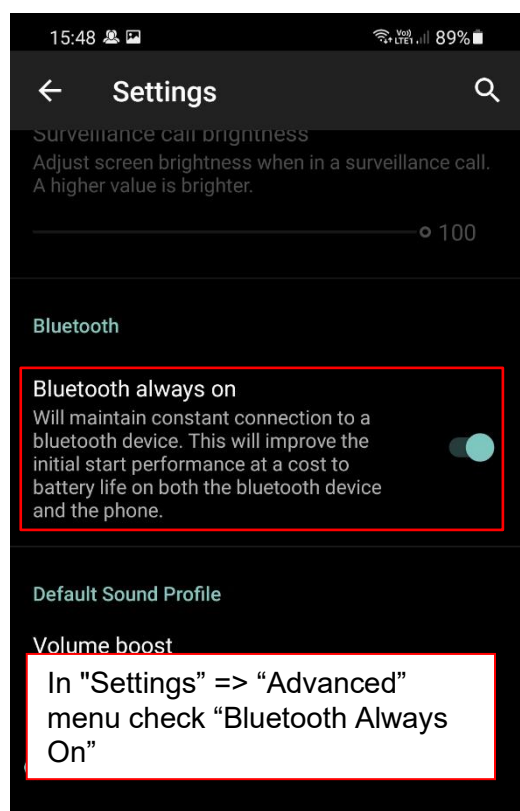 15:48 89%
Settings
Surveillance call brightness
Adjust screen brightness when in a surveillance call.
A higher value is brighter.
100
Bluetooth
Bluetooth always on
Will maintain constant connection to a
bluetooth device. This will improve the
initial start performance at a cost to
battery life on both the bluetooth device
and the phone.
Default Sound Profile
Volume boost
In "Settings” => “Advanced”
menu check “Bluetooth Always
On”